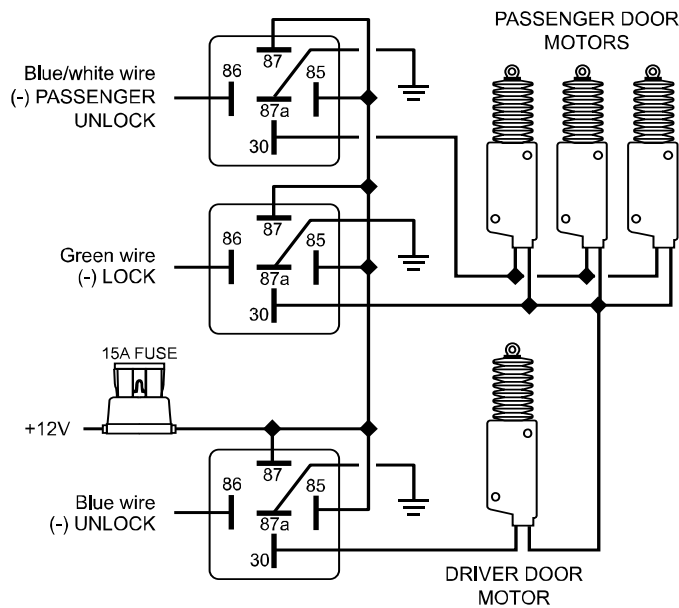 PASSENGER DOOR
MOTORS
Blue/white wire
(-) PASSENGER
UNLOCK
86
87
85
87a
30
Green wire
(-) LOCK
86
87
85
87a
30
15A FUSE
+12V
Blue wire
(-) UNLOCK
86
87
85
87a
30
DRIVER DOOR
MOTOR